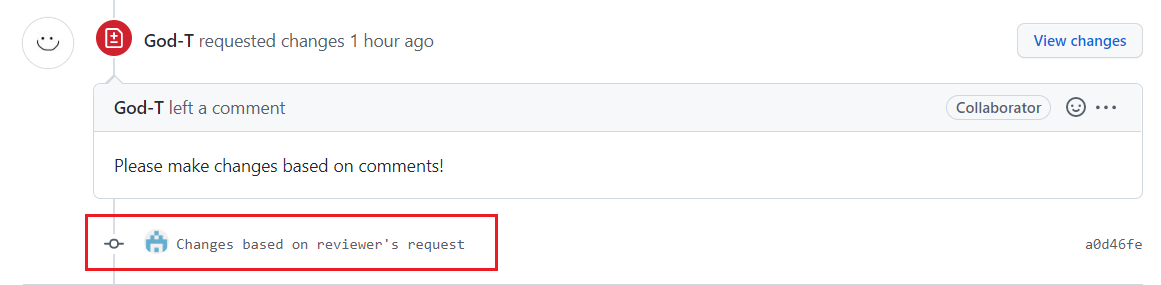 God-T requested changes 1 hour ago
View changes
God-T left a comment
Collaborator
Please make changes based on comments!
Changes based on reviewer's request
a0d46fe